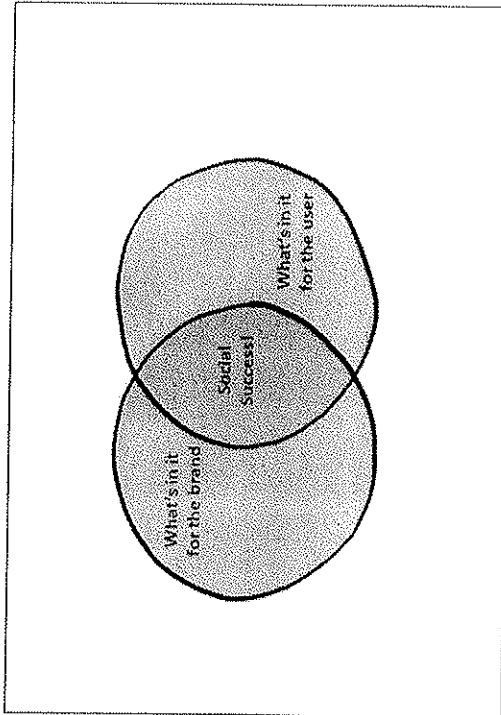 What's in it
for the brand
Social
Success!
What's in it
for the user